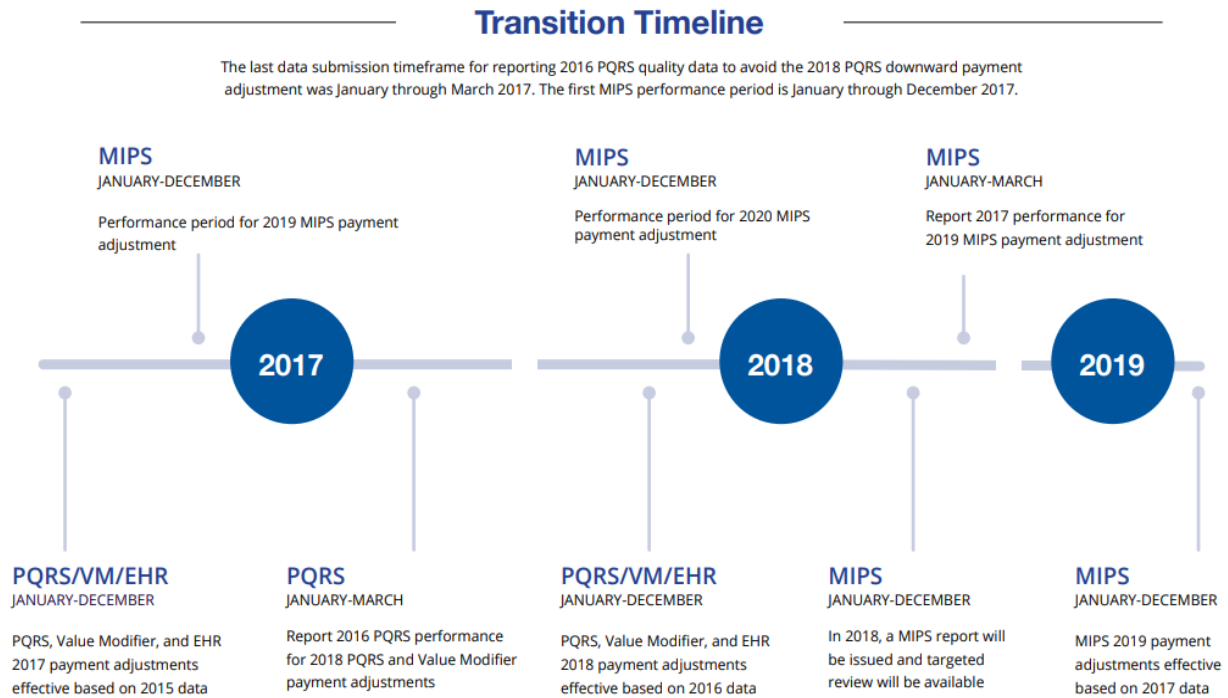 Transition Timeline
The last data submission timeframe for reporting 2016 PQRS quality data to avoid the 2018 PQRS downward payment
adjustment was January through March 2017. The first MIPS performance period is January through December 2017.
MIPS
JANUARY-DECEMBER
Performance period for 2019 MIPS payment
adjustment
MIPS
JANUARY-DECEMBER
Performance period for 2020 MIPS
payment adjustment
MIPS
JANUARY-MARCH
Report 2017 performance for
2019 MIPS payment adjustment
2017
2018
2019
PQRS/VM/EHR
JANUARY-DECEMBER
PQRS, Value Modifier, and EHR
2017 payment adjustments
effective based on 2015 data
PQRS
JANUARY-MARCH
Report 2016 PQRS performance
for 2018 PQRS and Value Modifier
payment adjustments
PQRS/VM/EHR
JANUARY-DECEMBER
PQRS, Value Modifier, and EHR
2018 payment adjustments
effective based on 2016 data
MIPS
JANUARY-DECEMBER
In 2018, a MIPS report will
be issued and targeted
review will be available
MIPS
JANUARY-DECEMBER
MIPS 2019 payment
adjustments effective
based on 2017 data